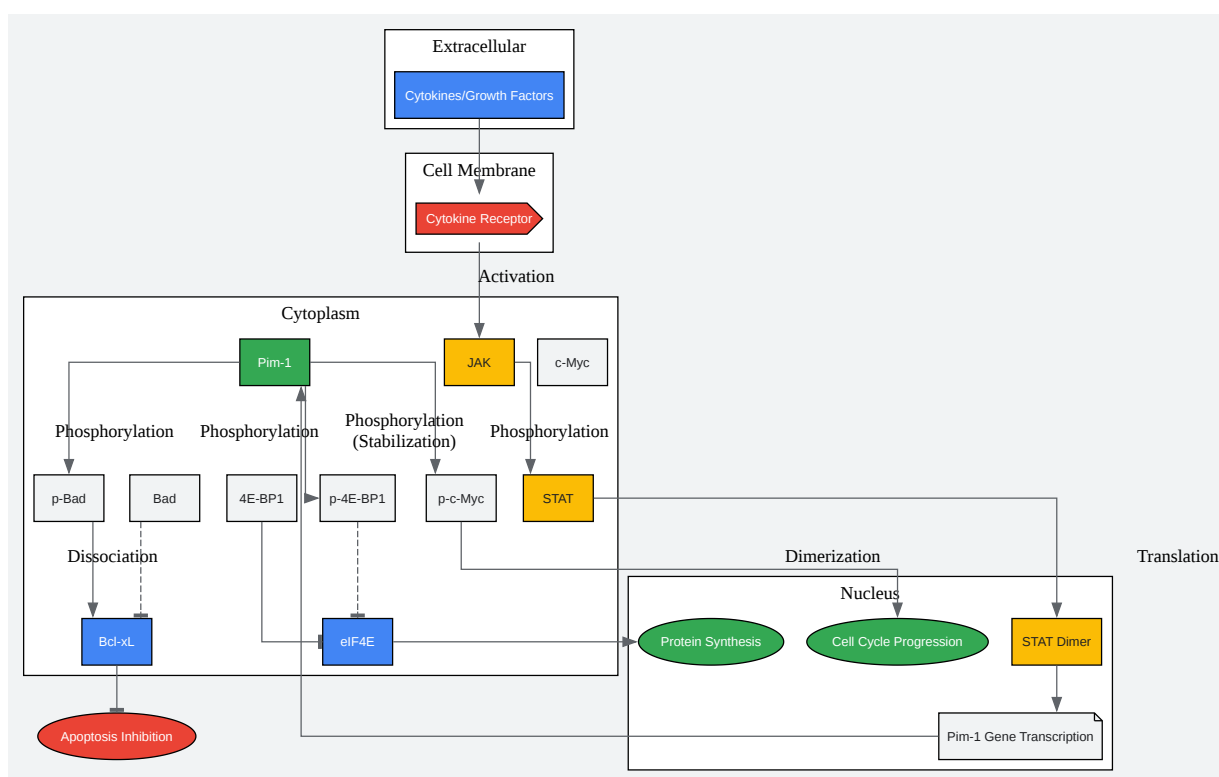 Extracellular
Cytokines/Growth Factors
Cell Membrane
Cytokine Receptor
Activation
Cytoplasm
Pim-1
JAK
c-Myc
Phosphorylation
Phosphorylation
Phosphorylation
(Stabilization)
Phosphorylation
p-Bad
Bad
4E-BP1
p-4E-BP1
p-c-Myc
STAT
Dissociation
Dimerization
Translation
Nucleus
Bcl-xL
eIF4E
Protein Synthesis
Cell Cycle Progression
STAT Dimer
Apoptosis Inhibition
Pim-1 Gene Transcription